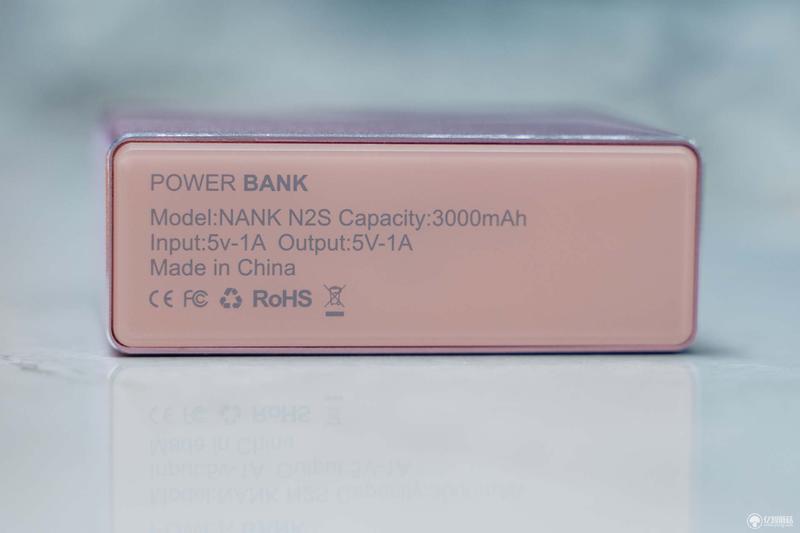 POWER BANK
Model:NANK N2S Capacity:3000mAh
Input:5v-1A  Output:5V-1A
Made in China
CE FC RoHS